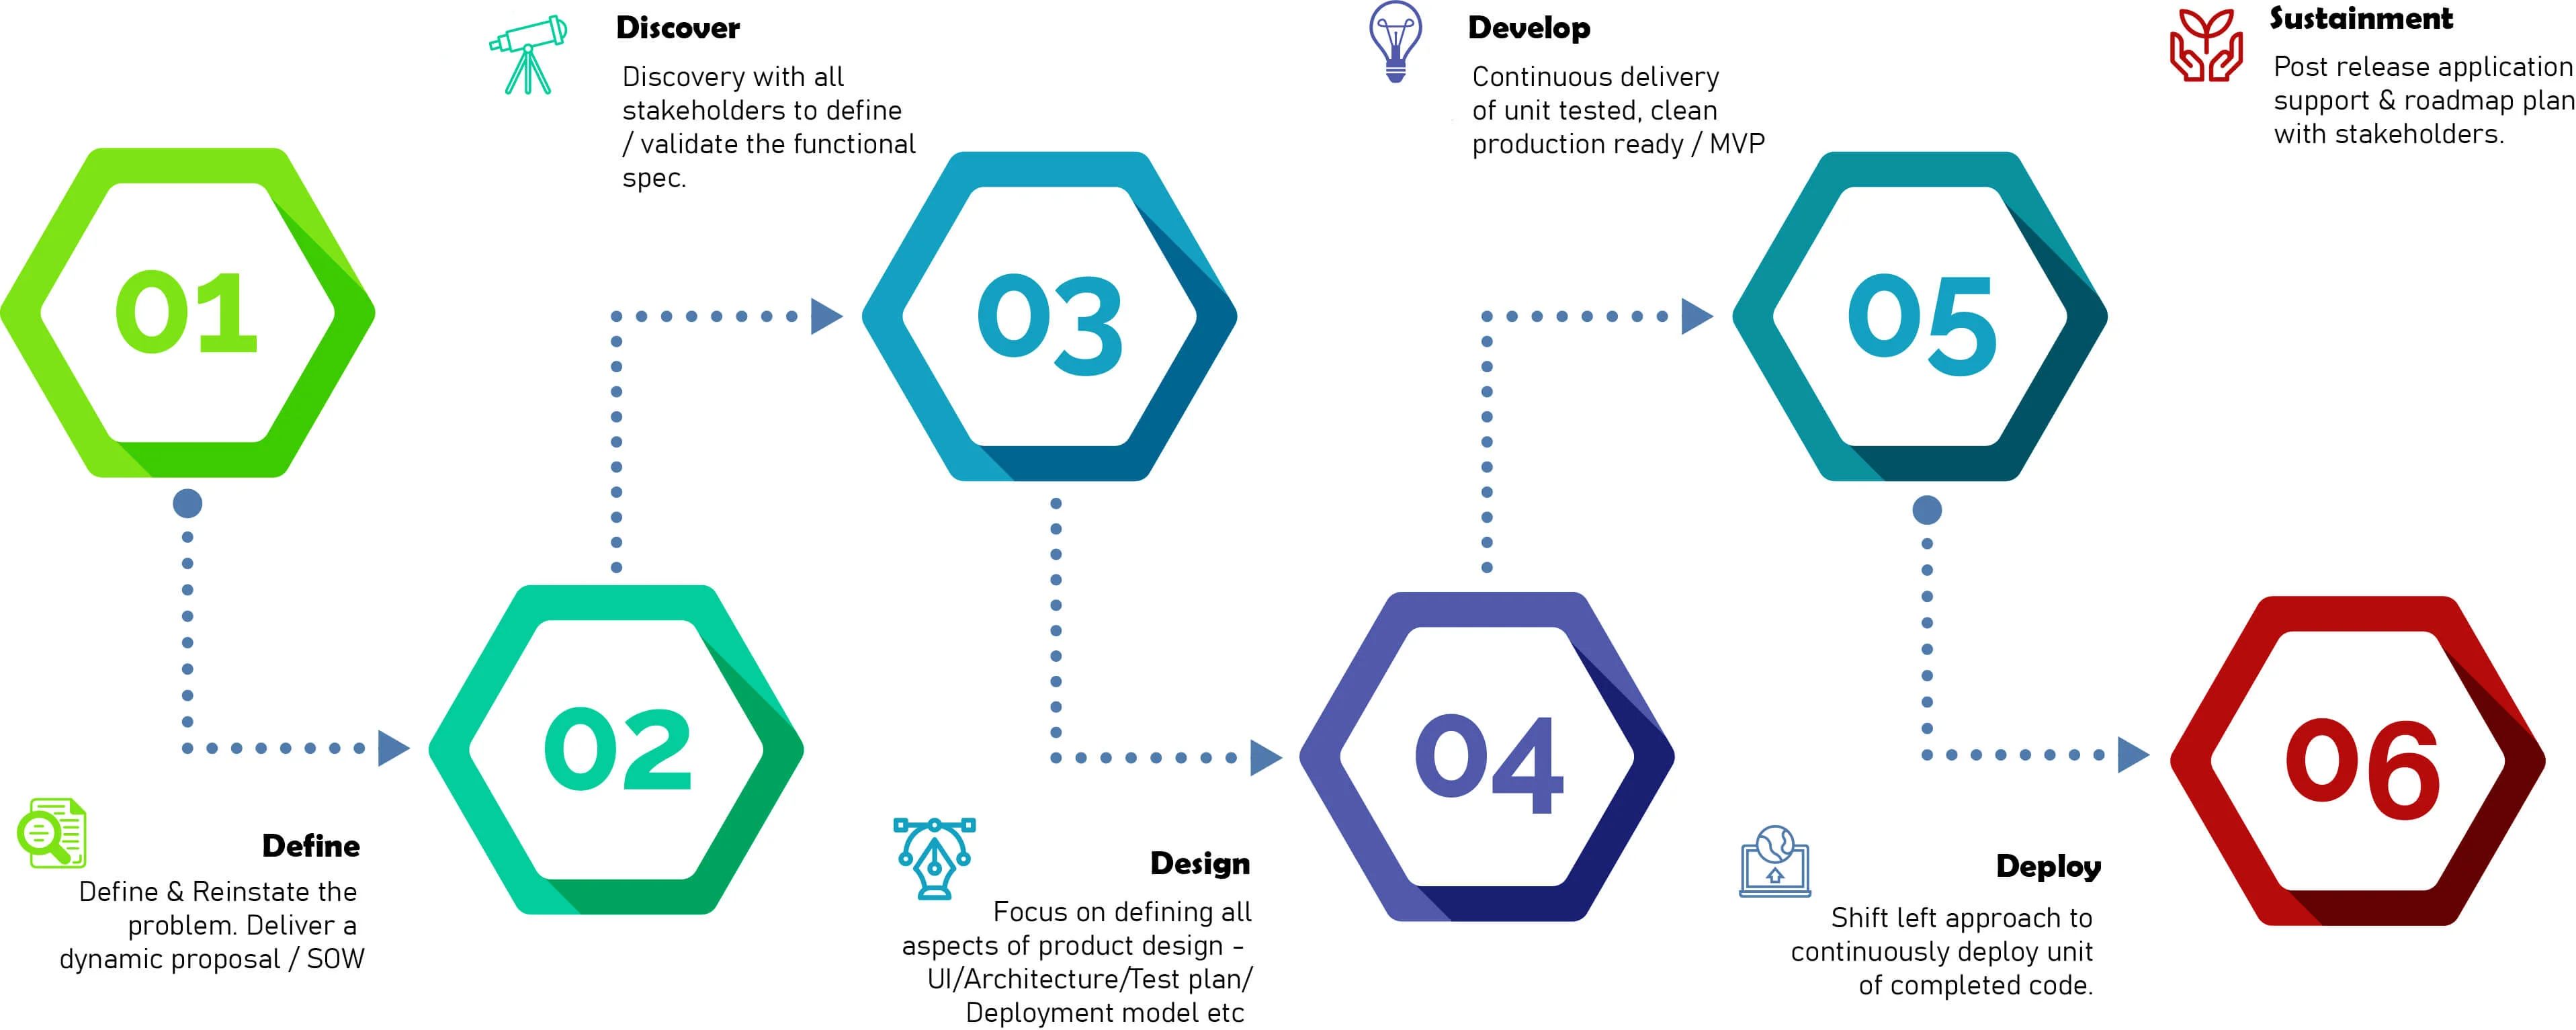 01
Define
Define & Reinstate the
problem. Deliver a
dynamic proposal / SOW
Discover
Discovery with all
stakeholders to define
/ validate the functional
spec.
02
03
Design
Focus on defining all
aspects of product design -
UI/Architecture/Test plan/
Deployment model etc
Develop
Continuous delivery
of unit tested, clean
production ready / MVP
04
05
Deploy
Shift left approach to
continuously deploy unit
of completed code.
Sustainment
Post release application
support & roadmap plan
with stakeholders.
06